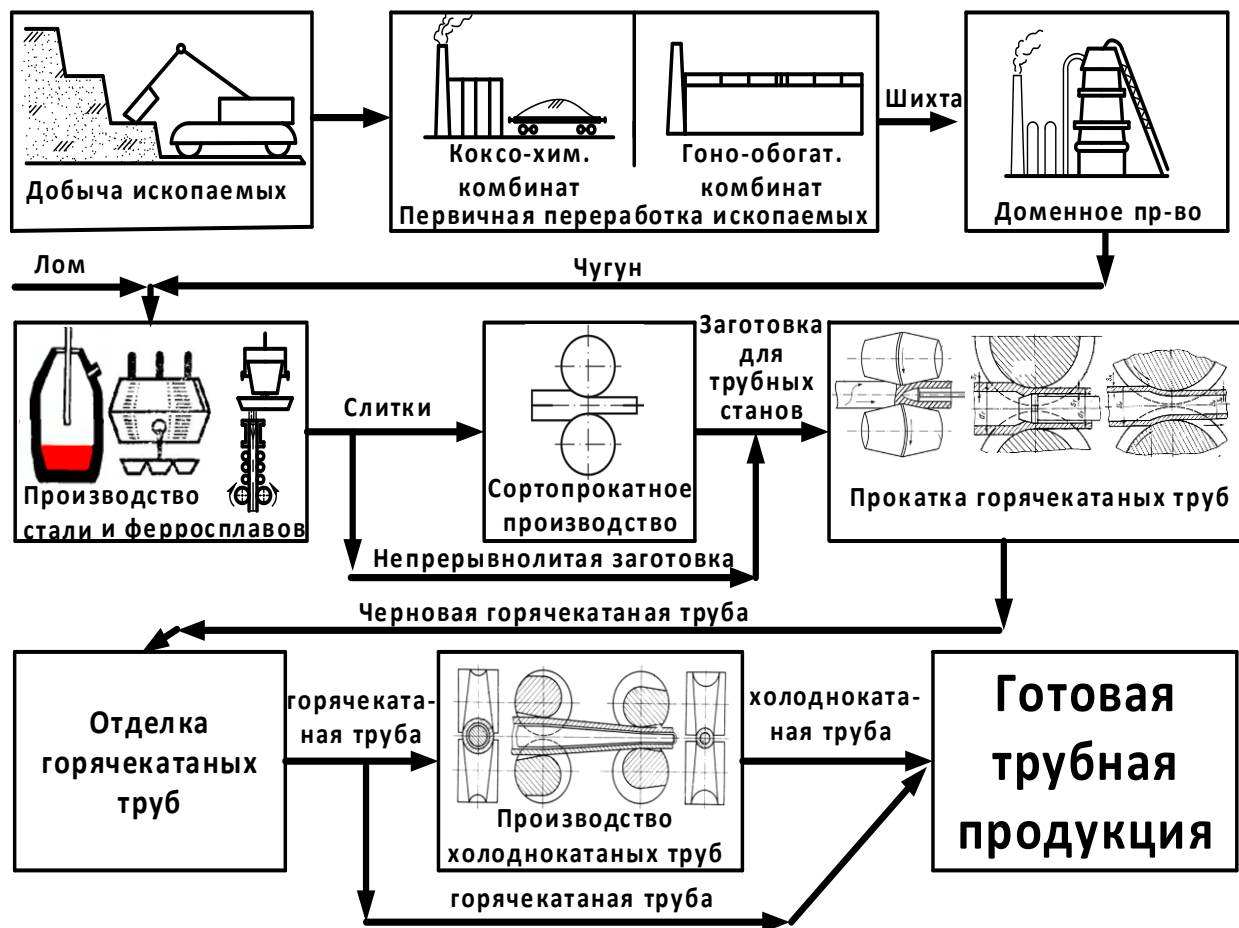 Добыча ископаемых
Коксо-хим.
комбинат
Гоно-обогат.
комбинат
Первичная переработка ископаемых
Шихта
Доменное пр-во
Лом
Чугун
Производство
стали и ферросплавов
Слитки
Сортопрокатное
производство
Непрерывнолитая заготовка
Заготовка
для
трубных
станов
Прокатка горячекатаных труб
Черновая горячекатаная труба
Отделка
горячекатаных
труб
горячеката-
ная труба
Производство
холоднокатаных труб
холодноката-
ная труба
горячекатаная труба
Готовая
трубная
продукция